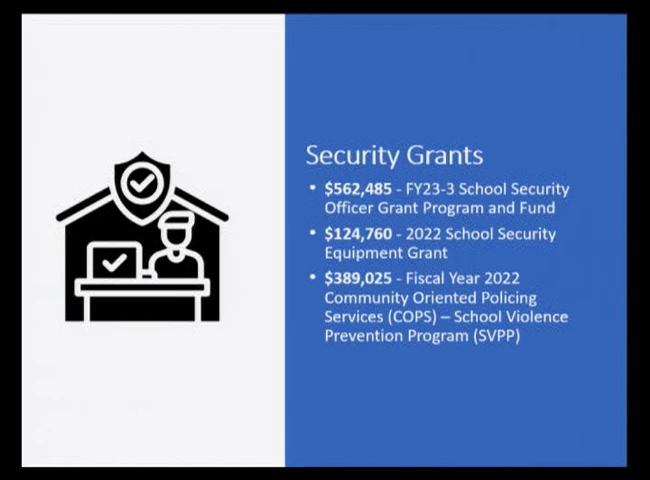 Security Grants
• $562,485 - FY23-3 School Security
Officer Grant Program and Fund
• $124,760 - 2022 School Security
Equipment Grant
• $389,025 - Fiscal Year 2022
Community Oriented Policing
Services (COPS) – School Violence
Prevention Program (SVPP)